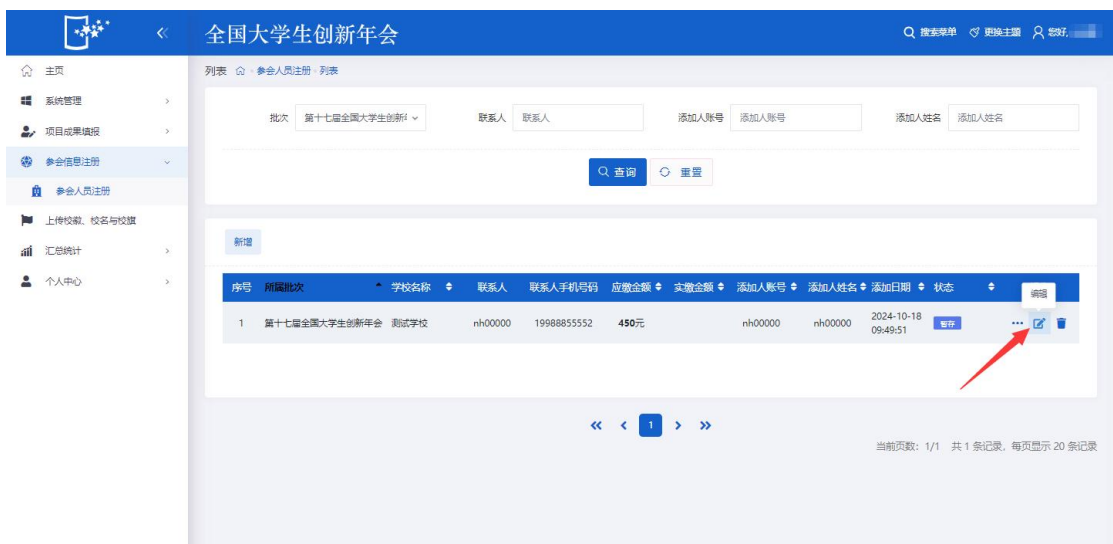 全国大学生创新年会
搜索菜单 更换主题 您好,
主页
系统管理
项目成果填报
参会信息注册
参会人员注册
上传校徽、校名与校旗
汇总统计
个人中心
列表 参会人员注册 列表
批次 第十七届全国大学生创新 联系人 联系人 添加人账号 添加人账号 添加人姓名 添加人姓名
查询 重置
新增
序号 所属批次 学校名称 联系人 联系人手机号码 应缴金额 实缴金额 添加人账号 添加人姓名 添加日期 状态
编辑
1 第十七届全国大学生创新年会 测试学校 nh00000 19988855552 450元 nh00000 nh00000 2024-10-18 09:49:51 暂存
1
当前页数: 1/1 共 1 条记录, 每页显示 20 条记录